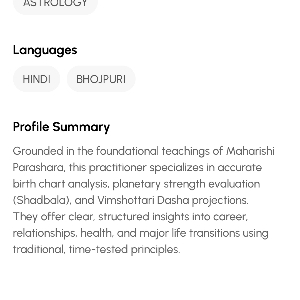 ASTROLOGY
Languages
HINDI BHOJPURI
Profile Summary
Grounded in the foundational teachings of Maharishi
Parashara, this practitioner specializes in accurate
birth chart analysis, planetary strength evaluation
(Shadbala), and Vimshottari Dasha projections.
They offer clear, structured insights into career,
relationships, health, and major life transitions using
traditional, time-tested principles.